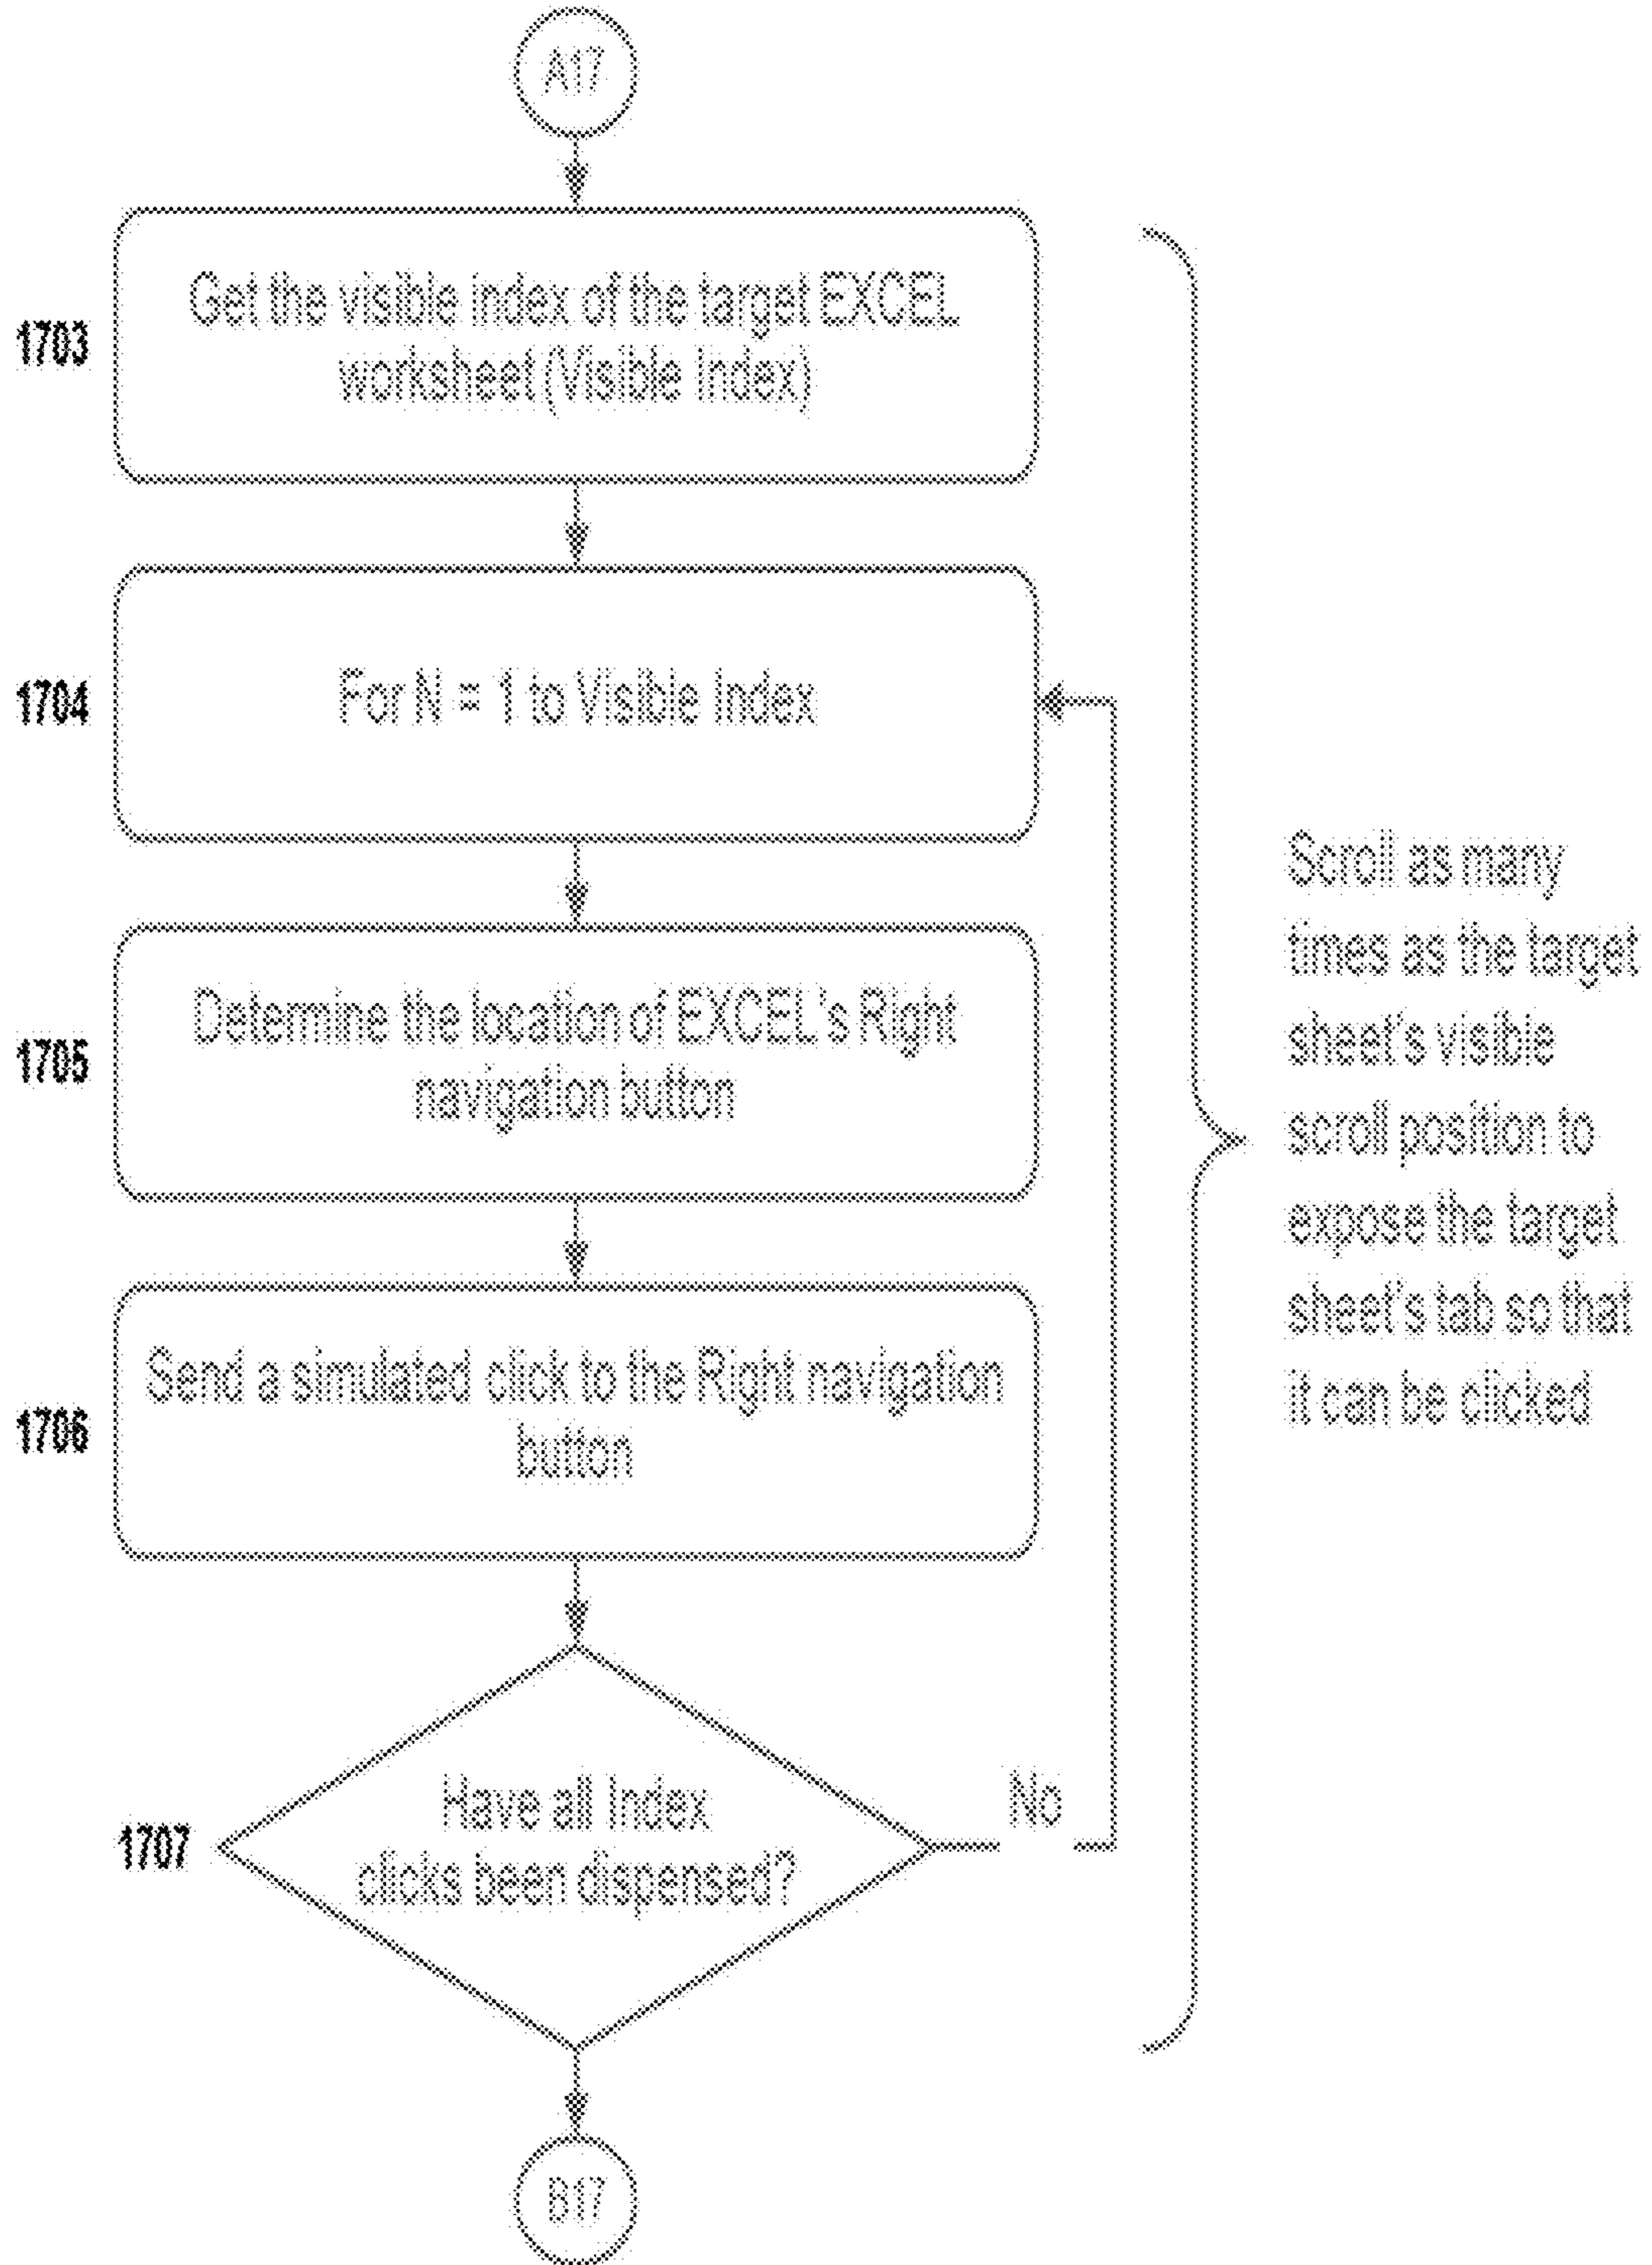 A17
1703
Get the visible index of the target EXCEL
worksheet (Visible Index)
1704
For N = 1 to Visible Index
1705
Determine the location of EXCEL's Right
navigation button
1706
Send a simulated click to the Right navigation
button
1707
Have all Index
clicks been dispensed?
No
B17
Scroll as many
times as the target
sheet's visible
scroll position to
expose the target
sheet's tab so that
it can be clicked